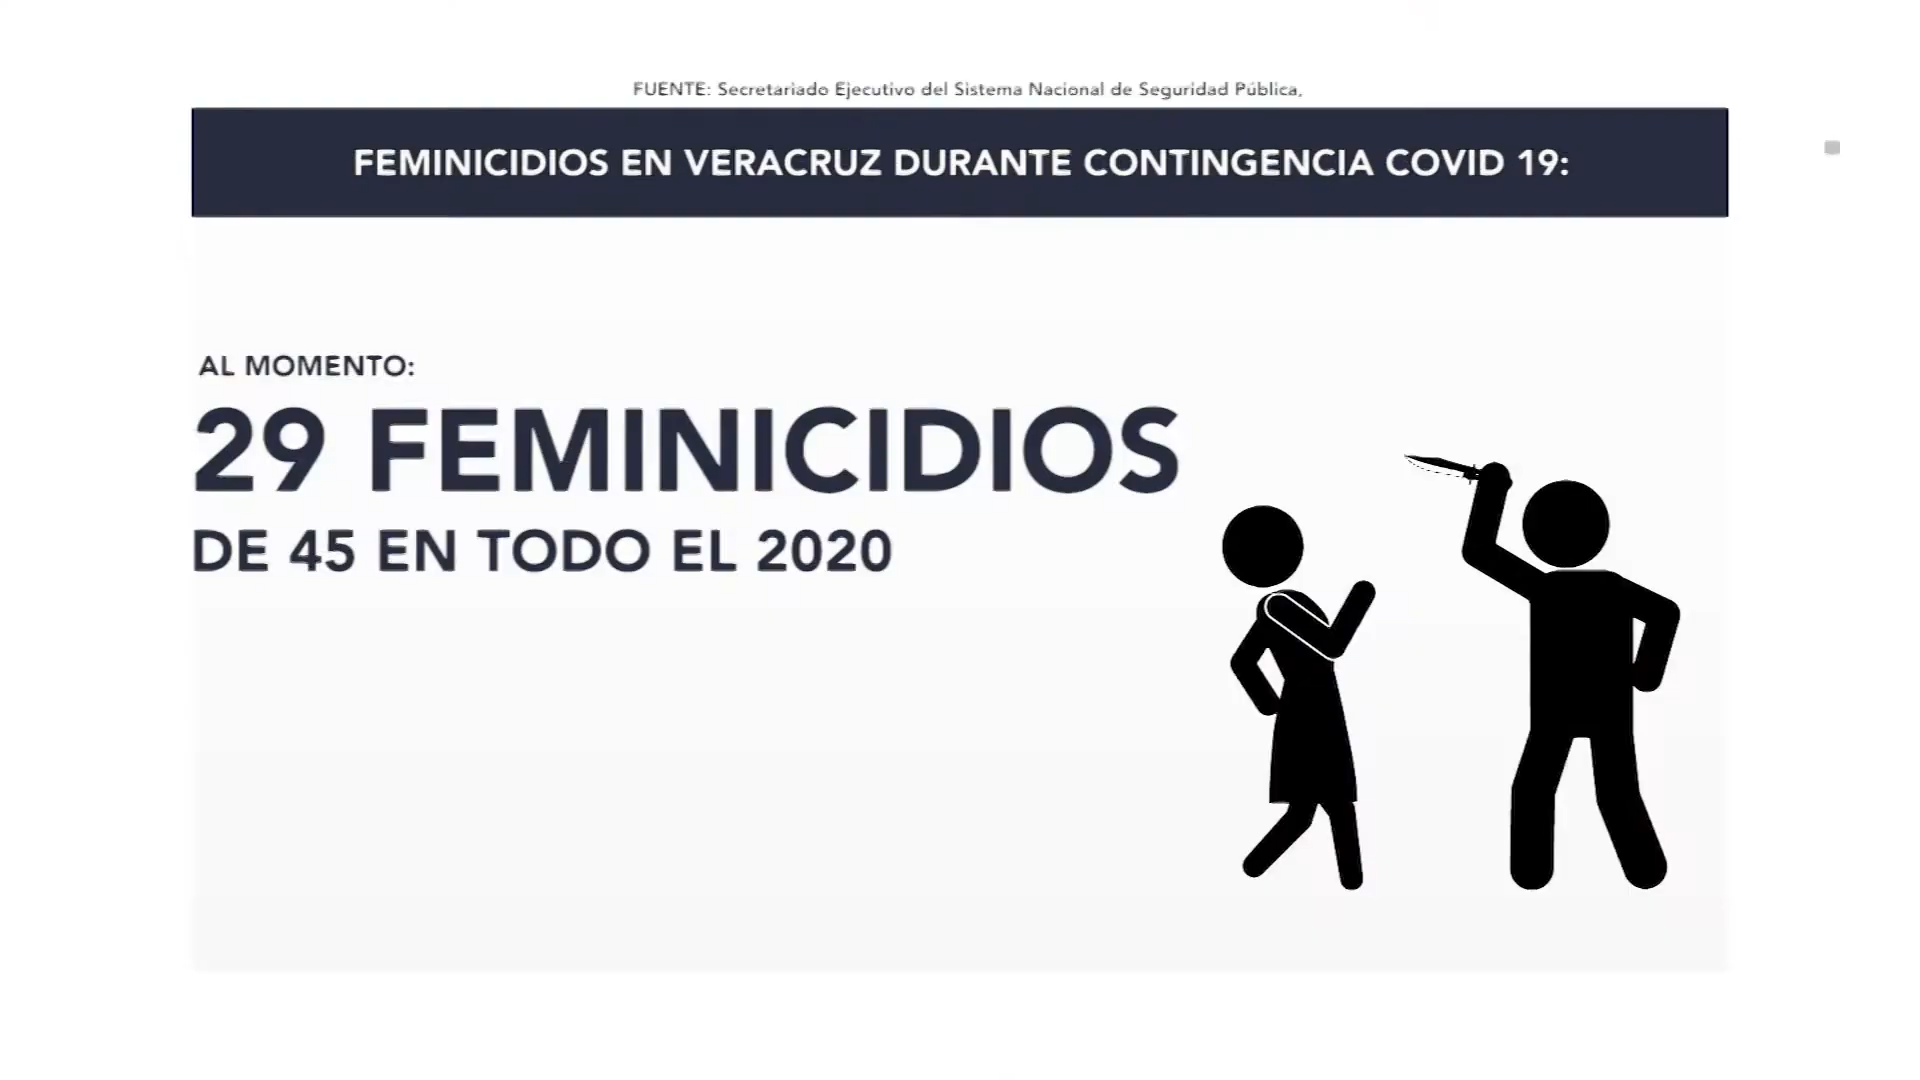 FUENTE: Secretariado Ejecutivo del Sistema Nacional de Seguridad Pública,
FEMINICIDIOS EN VERACRUZ DURANTE CONTINGENCIA COVID 19:
AL MOMENTO:
29 FEMINICIDIOS
DE 45 EN TODO EL 2020